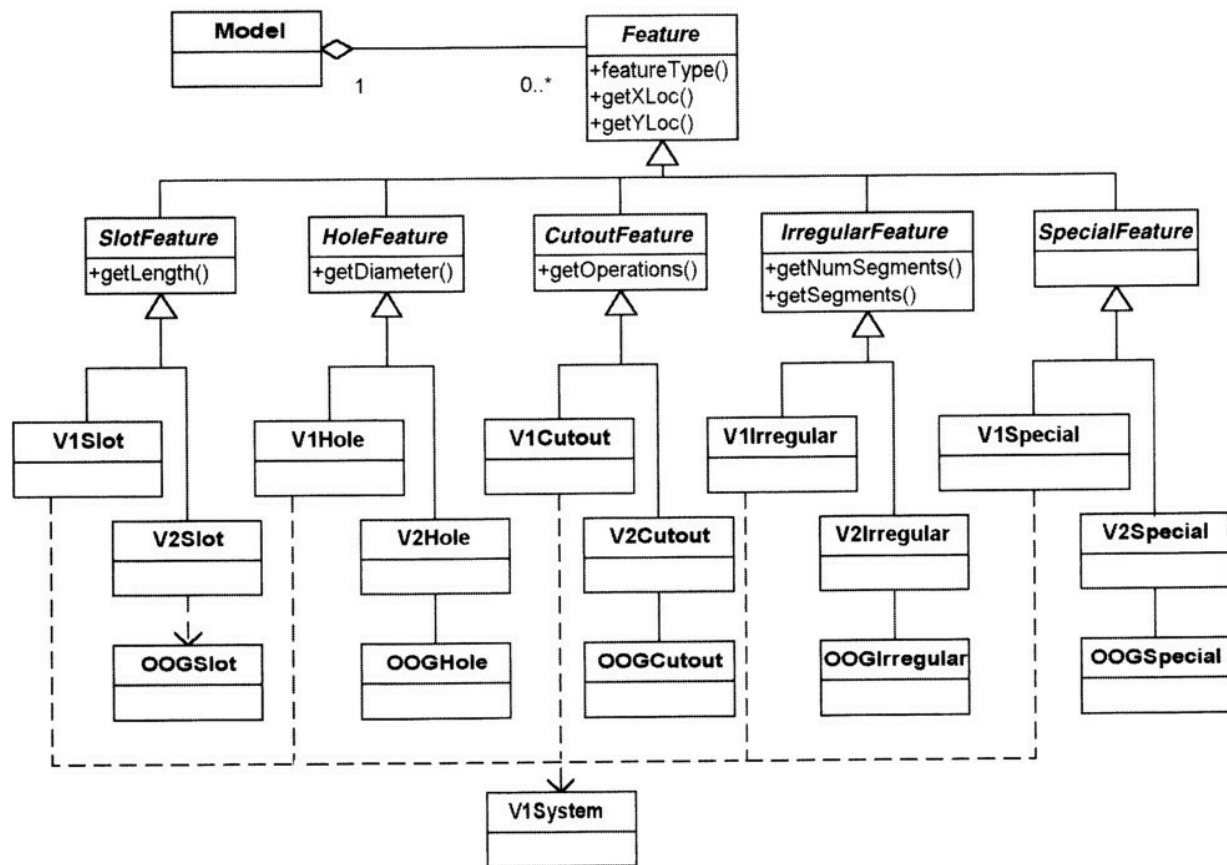 Model
Feature
+featureType()
+getXLoc()
+getYLoc()
1
0..*
SlotFeature
+getLength()
HoleFeature
+getDiameter()
CutoutFeature
+getOperations()
IrregularFeature
+getNumSegments()
+getSegments()
SpecialFeature
V1Slot
V1Hole
V1Cutout
V1Irregular
V1Special
V2Slot
V2Hole
V2Cutout
V2Irregular
V2Special
OOGSlot
OOGHole
OOGCutout
OOGIrregular
OOGSpecial
V1System